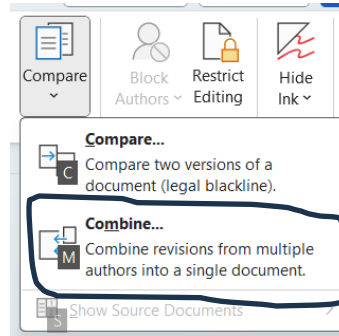 Compare
Block
Authors
Restrict
Editing
Hide
Ink
Compare...
Compare two versions of a
document (legal blackline).
C
Combine...
Combine revisions from multiple
authors into a single document.
M
Show Source Documents
S